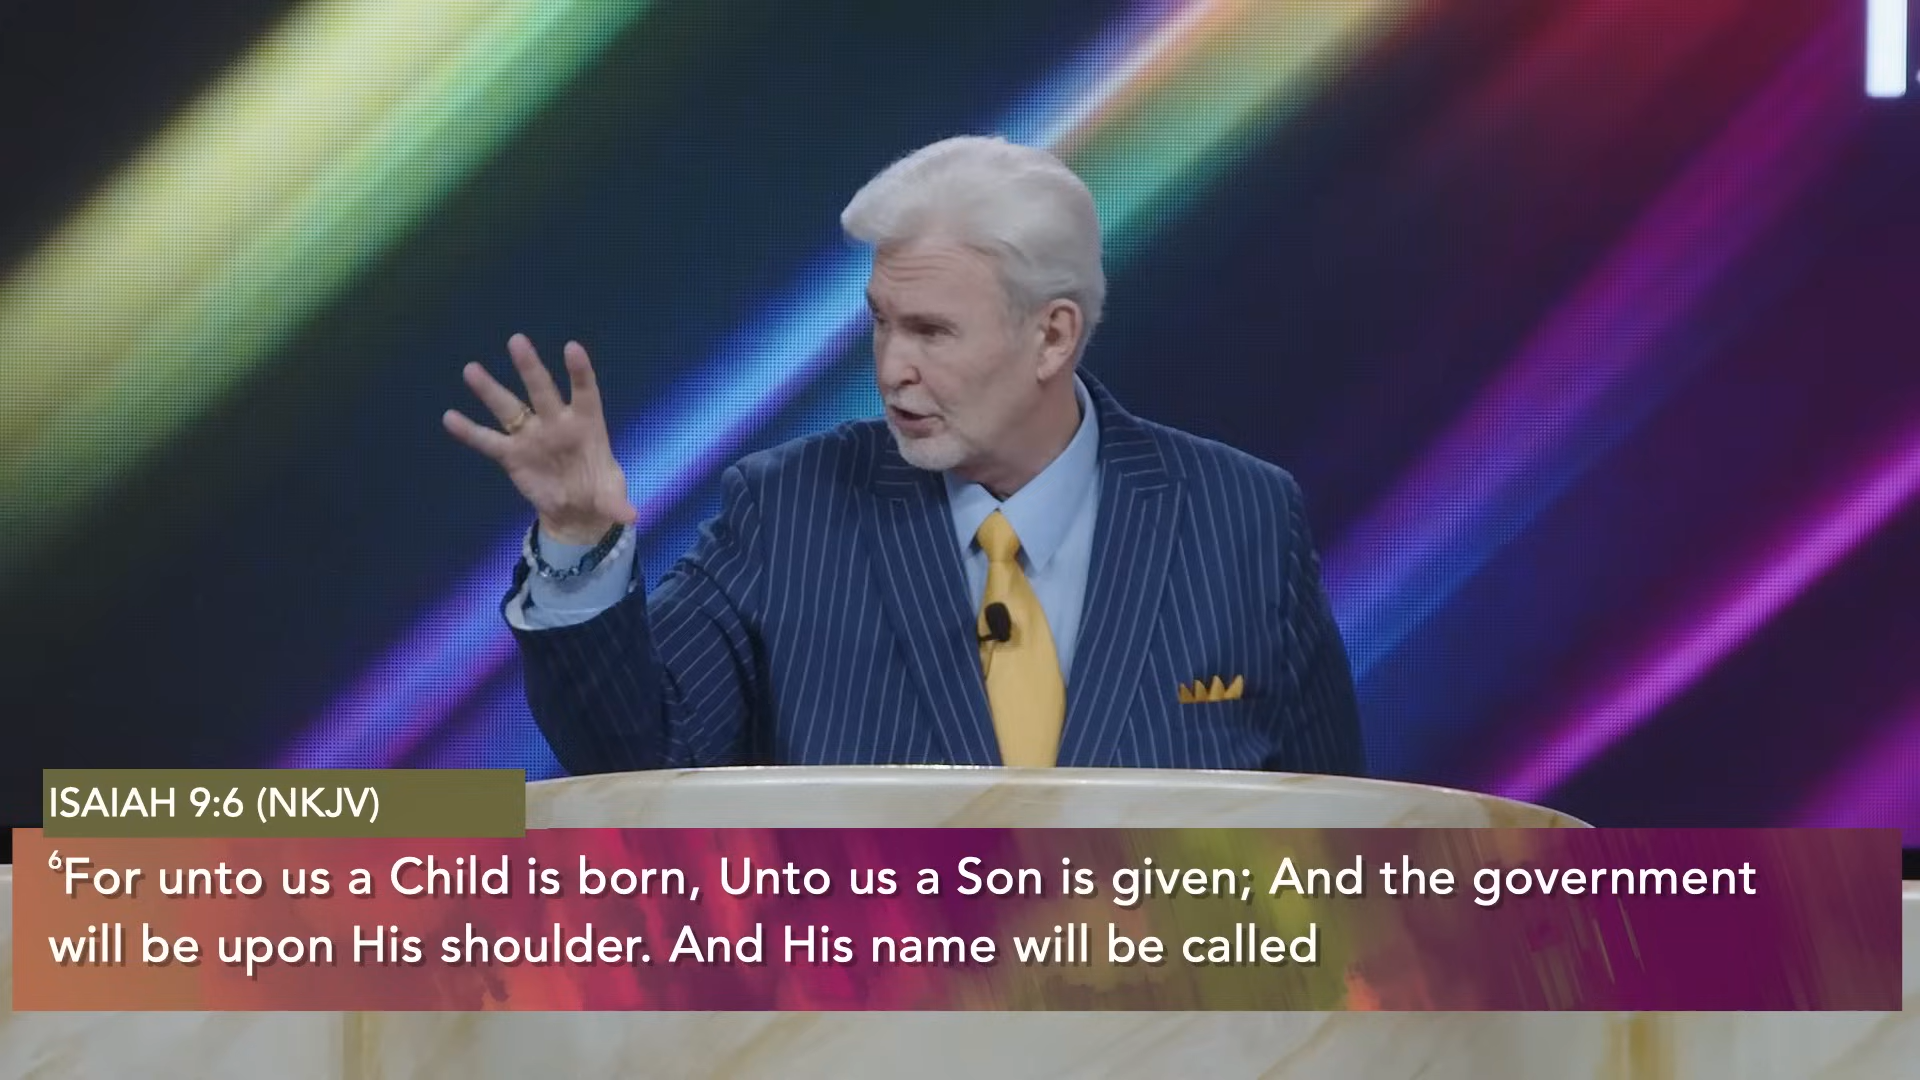 ISAIAH 9:6 (NKJV)
⁶For unto us a Child is born, Unto us a Son is given; And the government
will be upon His shoulder. And His name will be called